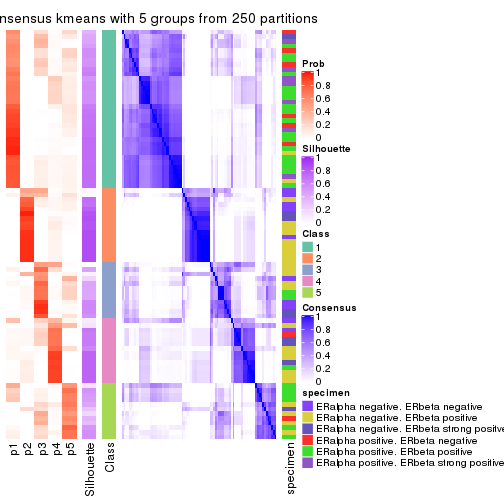 nsensus kmeans with 5 groups from 250 partitions
Prob
1
0.8
0.6
0.4
0.2
0
Silhouette
1
0.8
0.6
0.4
0.2
0
Class
1
2
3
4
5
Consensus
1
0.8
0.6
0.4
0.2
0
specimen
ERalpha negative. ERbeta negative
ERalpha negative. ERbeta positive
ERalpha negative. ERbeta strong positive
ERalpha positive. ERbeta negative
ERalpha positive. ERbeta positive
ERalpha positive. ERbeta strong positive
p1
p2
p3
p4
p5
Silhouette
Class
specimen